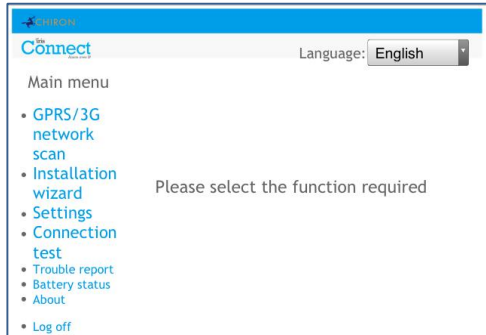 CHIRON
iris
Connect
Language: English
Main menu
GPRS/3G
network
scan
Installation
wizard
Please select the function required
Settings
Connection
test
Trouble report
Battery status
About
Log off